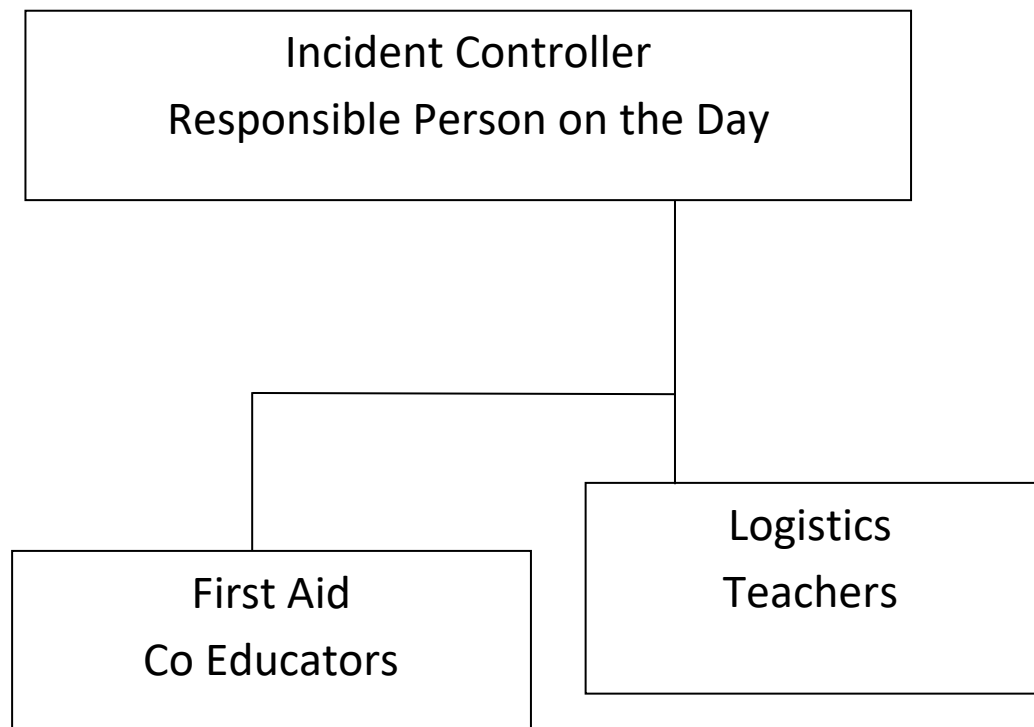 Incident Controller
Responsible Person on the Day
Logistics
Teachers
First Aid
Co Educators